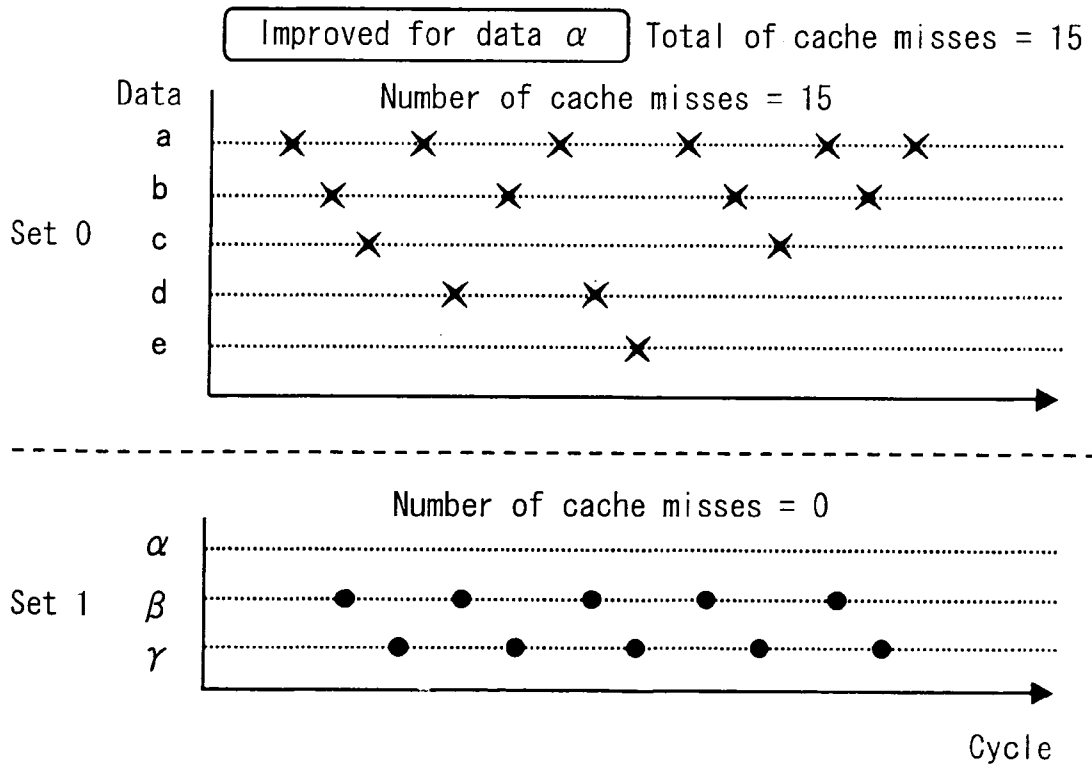 Improved for data α Total of cache misses = 15
Data Number of cache misses = 15
a
b
Set 0 c
d
e
Number of cache misses = 0
α
Set 1 β
γ
Cycle